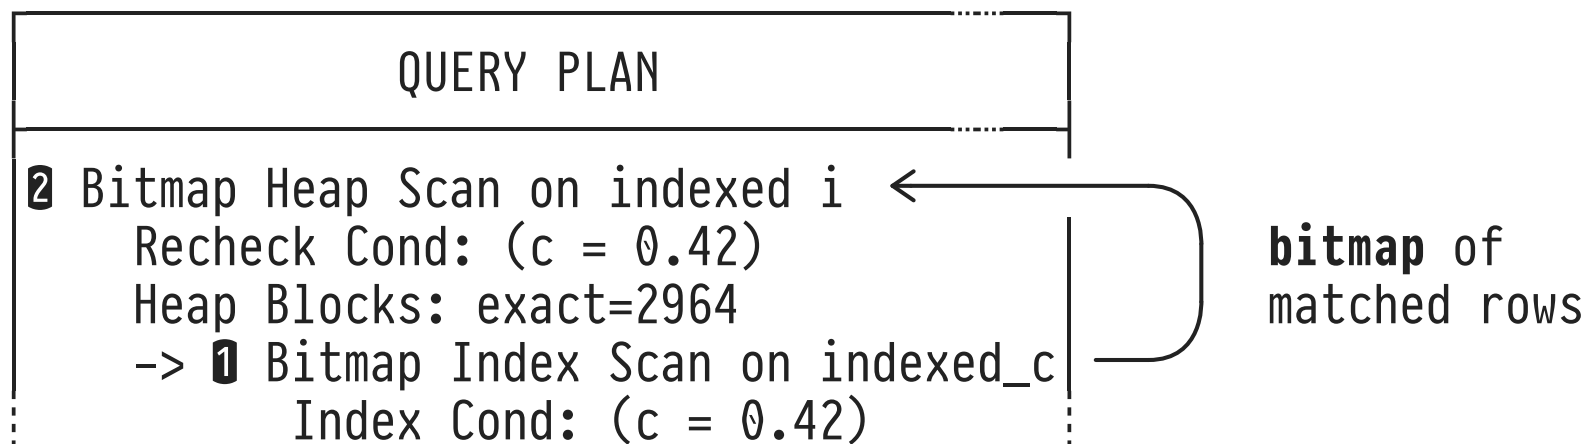 QUERY PLAN
2 Bitmap Heap Scan on indexed i
Recheck Cond: (c = 0.42)
Heap Blocks: exact=2964
-> 1 Bitmap Index Scan on indexed_c
Index Cond: (c = 0.42)
bitmap of
matched rows